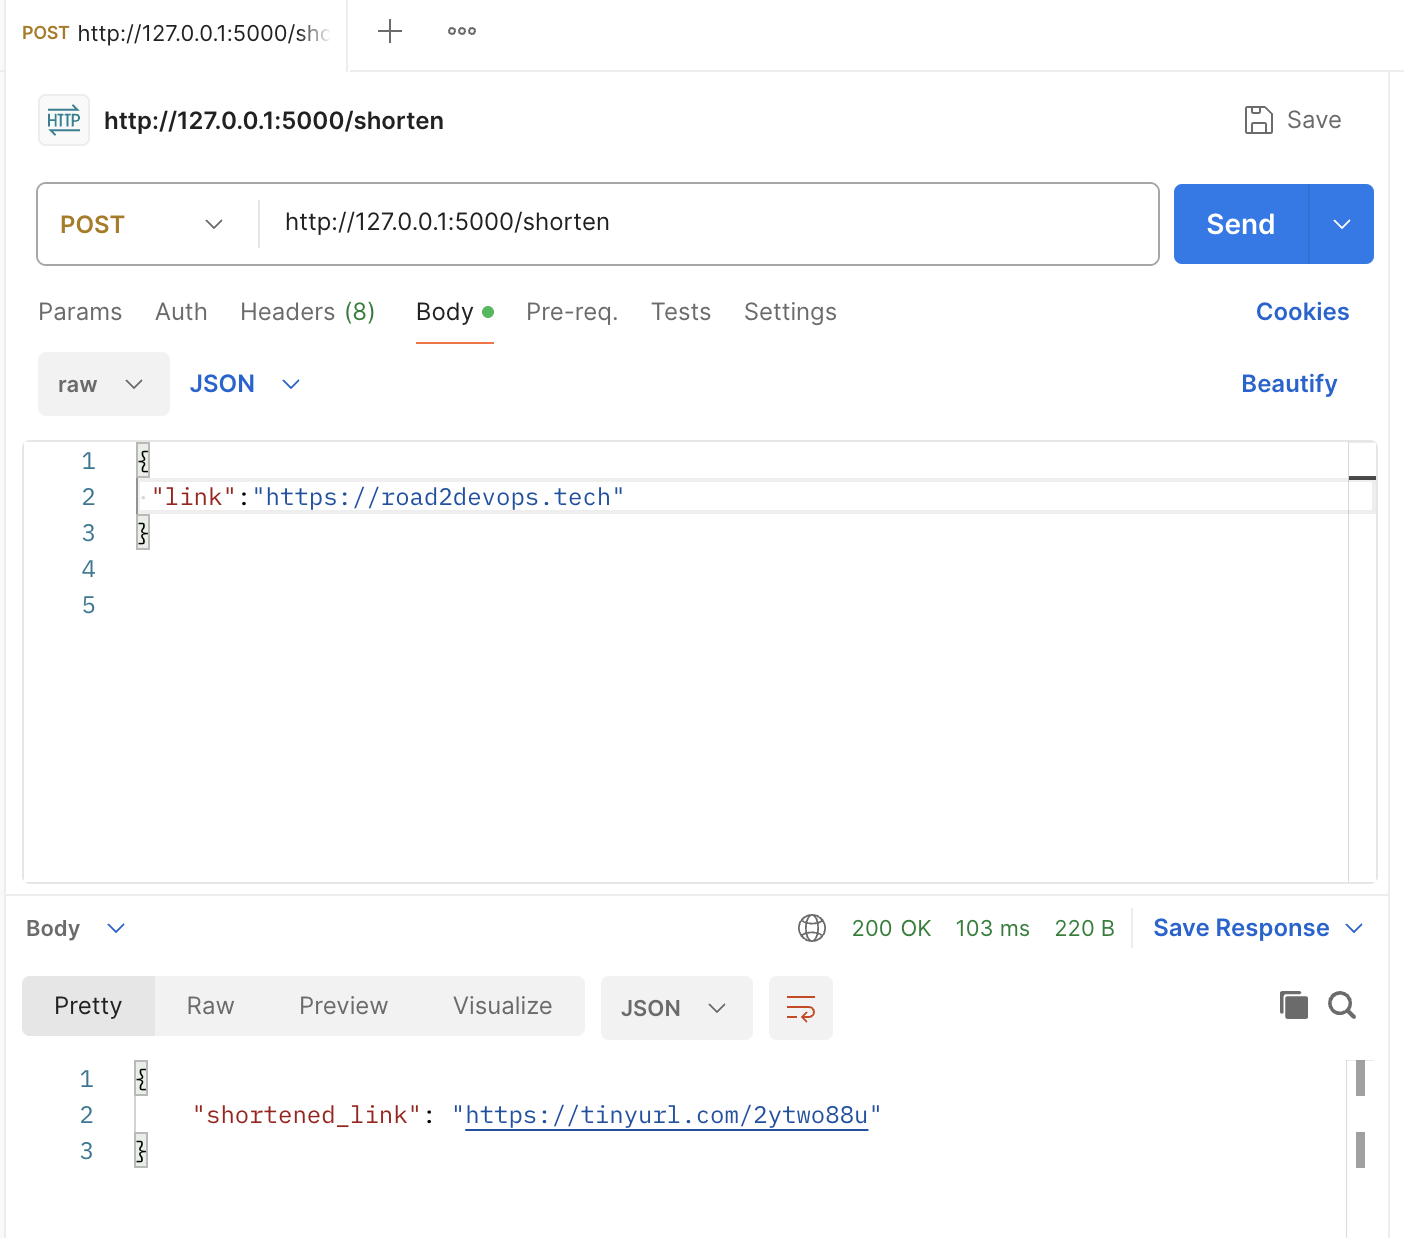 POST http://127.0.0.1:5000/sho
HTTP http://127.0.0.1:5000/shorten Save
POST http://127.0.0.1:5000/shorten Send
Params Auth Headers (8) Body Pre-req. Tests Settings Cookies
raw JSON Beautify
1 {
2 "link":"https://road2devops.tech"
3 }
4
5
Body 200 OK 103 ms 220 B Save Response
Pretty Raw Preview Visualize JSON
1 {
2 "shortened_link": "https://tinyurl.com/2ytwo88u"
3 }